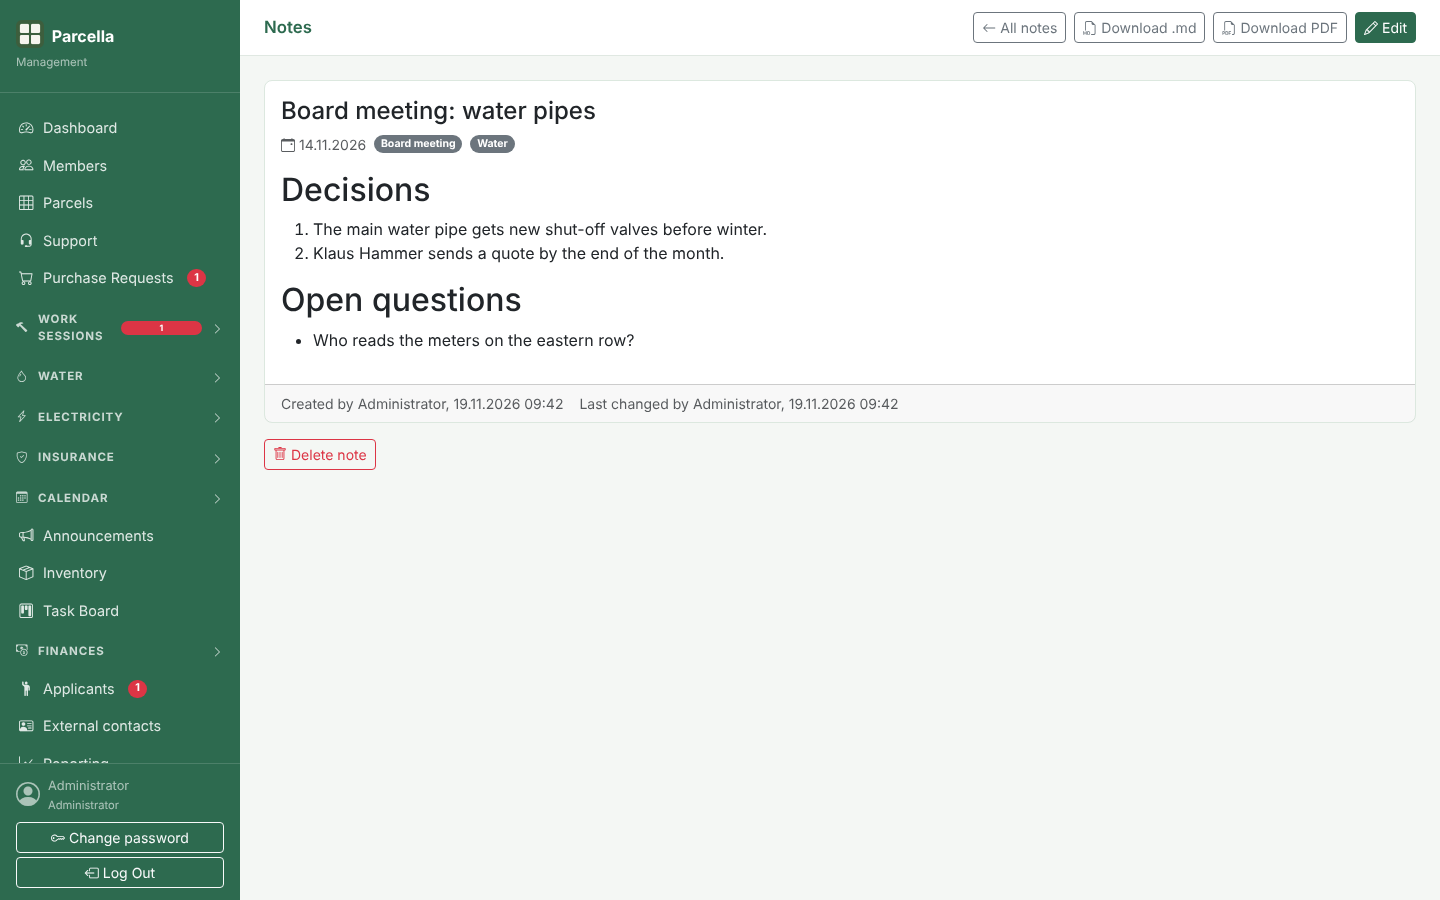 Parcella
Management
Dashboard
Members
Parcels
Support
Purchase Requests 1
WORK SESSIONS 1
WATER
ELECTRICITY
INSURANCE
CALENDAR
Announcements
Inventory
Task Board
FINANCES
Applicants 1
External contacts
Reporting
Administrator
Administrator
Change password
Log Out
Notes
All notes
Download .md
Download PDF
Edit
Board meeting: water pipes
14.11.2026 Board meeting Water
Decisions
1. The main water pipe gets new shut-off valves before winter.
2. Klaus Hammer sends a quote by the end of the month.
Open questions
• Who reads the meters on the eastern row?
Created by Administrator, 19.11.2026 09:42 Last changed by Administrator, 19.11.2026 09:42
Delete note